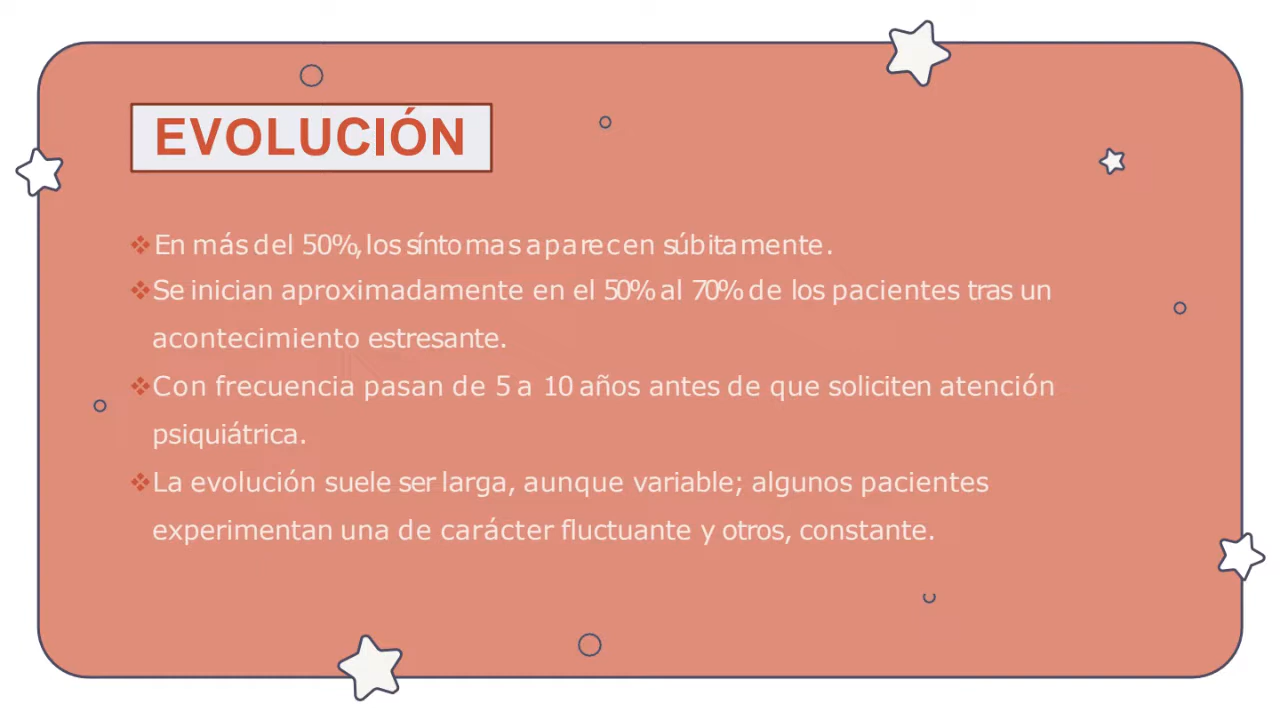 EVOLUCIÓN
❖En más del 50%, los síntomas aparecen súbitamente.
❖Se inician aproximadamente en el 50% al 70% de los pacientes tras un
acontecimiento estresante.
❖Con frecuencia pasan de 5 a 10 años antes de que soliciten atención
psiquiátrica.
❖La evolución suele ser larga, aunque variable; algunos pacientes
experimentan una de carácter fluctuante y otros, constante.